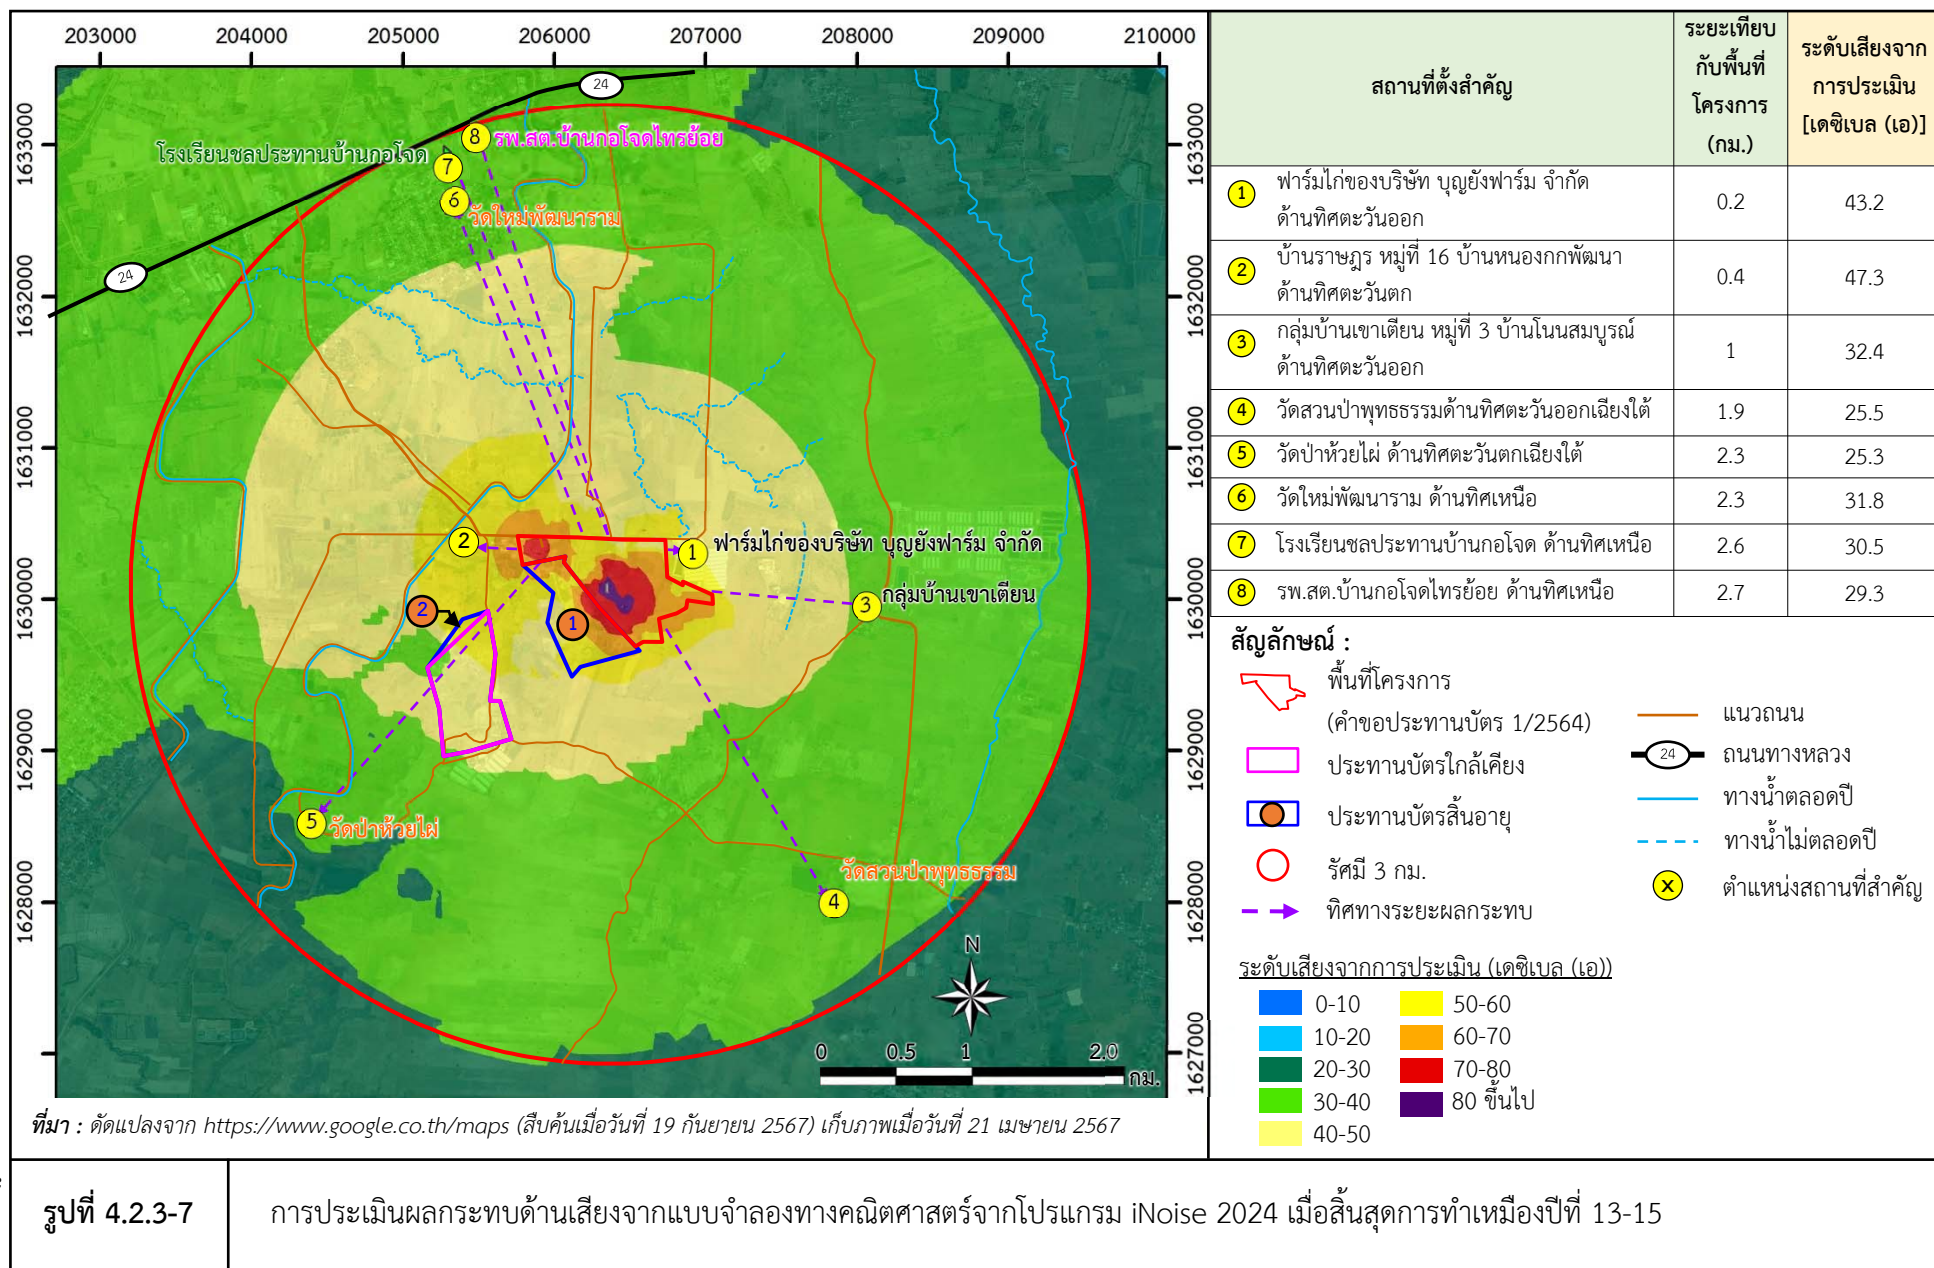 203000 204000 205000 206000 207000 208000 209000 210000
1633000
1632000
1631000
1630000
1629000
1628000
1633000
1632000
1631000
1630000
1629000
1628000
1627000
24
24
8 รพ.สต.บ้านกอโจดไทรย้อย
โรงเรียนชลประทานบ้านกอโจด 7
6
วัดใหม่พัฒนาราม
2
1 ฟาร์มไก่ของบริษัท บุญยังฟาร์ม จำกัด
กลุ่มบ้านเขาเตียน
3
2
1
5
วัดป่าห้วยไผ่
วัดสวนป่าพุทธธรรม
4
N
0 0.5 1 2.0
กม.
ที่มา : ดัดแปลงจาก https://www.google.co.th/maps (สืบค้นเมื่อวันที่ 19 กันยายน 2567) เก็บภาพเมื่อวันที่ 21 เมษายน 2567
สถานที่ตั้งสำคัญ
ระยะเทียบ
กับพื้นที่
โครงการ
(กม.)
ระดับเสียงจาก
การประเมิน
[เดซิเบล (เอ)]
1 ฟาร์มไก่ของบริษัท บุญยังฟาร์ม จำกัด
ด้านทิศตะวันออก
0.2 43.2
2 บ้านราษฎร หมู่ที่ 16 บ้านหนองกกพัฒนา
ด้านทิศตะวันตก
0.4 47.3
3 กลุ่มบ้านเขาเตียน หมู่ที่ 3 บ้านโนนสมบูรณ์
ด้านทิศตะวันออก
1 32.4
4 วัดสวนป่าพุทธธรรมด้านทิศตะวันออกเฉียงใต้ 1.9 25.5
5 วัดป่าห้วยไผ่ ด้านทิศตะวันตกเฉียงใต้ 2.3 25.3
6 วัดใหม่พัฒนาราม ด้านทิศเหนือ 2.3 31.8
7 โรงเรียนชลประทานบ้านกอโจด ด้านทิศเหนือ 2.6 30.5
8 รพ.สต.บ้านกอโจดไทรย้อย ด้านทิศเหนือ 2.7 29.3
สัญลักษณ์ :
พื้นที่โครงการ
(คำขอประทานบัตร 1/2564)
ประทานบัตรใกล้เคียง
ประทานบัตรสิ้นอายุ
รัศมี 3 กม.
ทิศทางระยะผลกระทบ
แนวถนน
24 ถนนทางหลวง
ทางน้ำตลอดปี
ทางน้ำไม่ตลอดปี
X ตำแหน่งสถานที่สำคัญ
ระดับเสียงจากการประเมิน (เดซิเบล (เอ))
0-10 50-60
10-20 60-70
20-30 70-80
30-40 80 ขึ้นไป
40-50
รูปที่ 4.2.3-7 การประเมินผลกระทบด้านเสียงจากแบบจำลองทางคณิตศาสตร์จากโปรแกรม iNoise 2024 เมื่อสิ้นสุดการทำเหมืองปีที่ 13-15